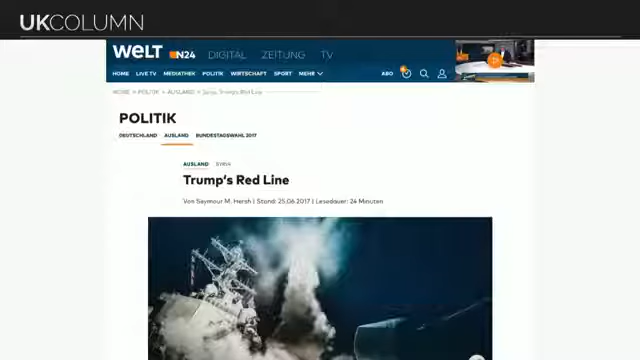 UKCOLUMN
WELT N24 DIGITAL ZEITUNG TV
HOME LIVE TV MEDIATHEK POLITIK WIRTSCHAFT SPORT MEHR ABO
HOME > POLITIK > AUSLAND > Syria: Trump's Red Line
POLITIK
DEUTSCHLAND AUSLAND BUNDESTAGSWAHL 2017
AUSLAND SYRIA
Trump's Red Line
Von Seymour M. Hersh | Stand: 25.06.2017 | Lesedauer: 24 Minuten